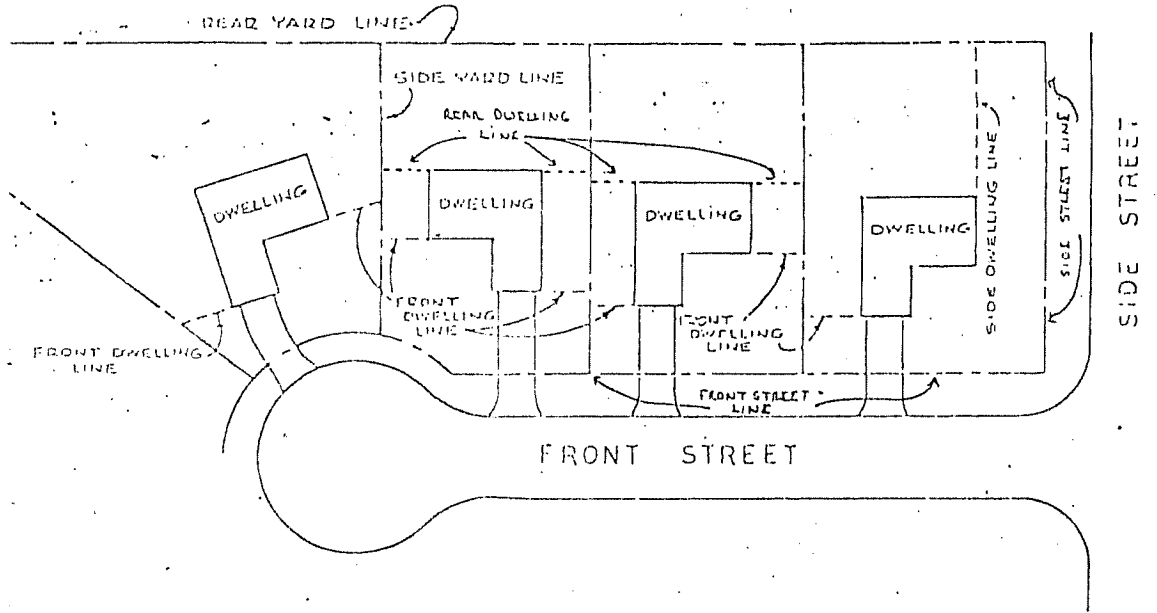 REAR YARD LINE
SIDE YARD LINE
REAR DWELLING
LINE
DWELLING
DWELLING
DWELLING
DWELLING
SIDE DWELLING LINE
SIDE STREET LINE
SIDE STREET
FRONT
DWELLING
LINE
FRONT
DWELLING
LINE
FRONT DWELLING
LINE
FRONT STREET
LINE
FRONT STREET